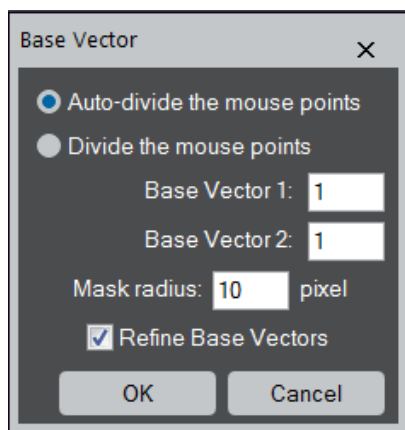 Base Vector
Auto-divide the mouse points
Divide the mouse points
Base Vector 1: 1
Base Vector 2: 1
Mask radius: 10 pixel
Refine Base Vectors
OK Cancel